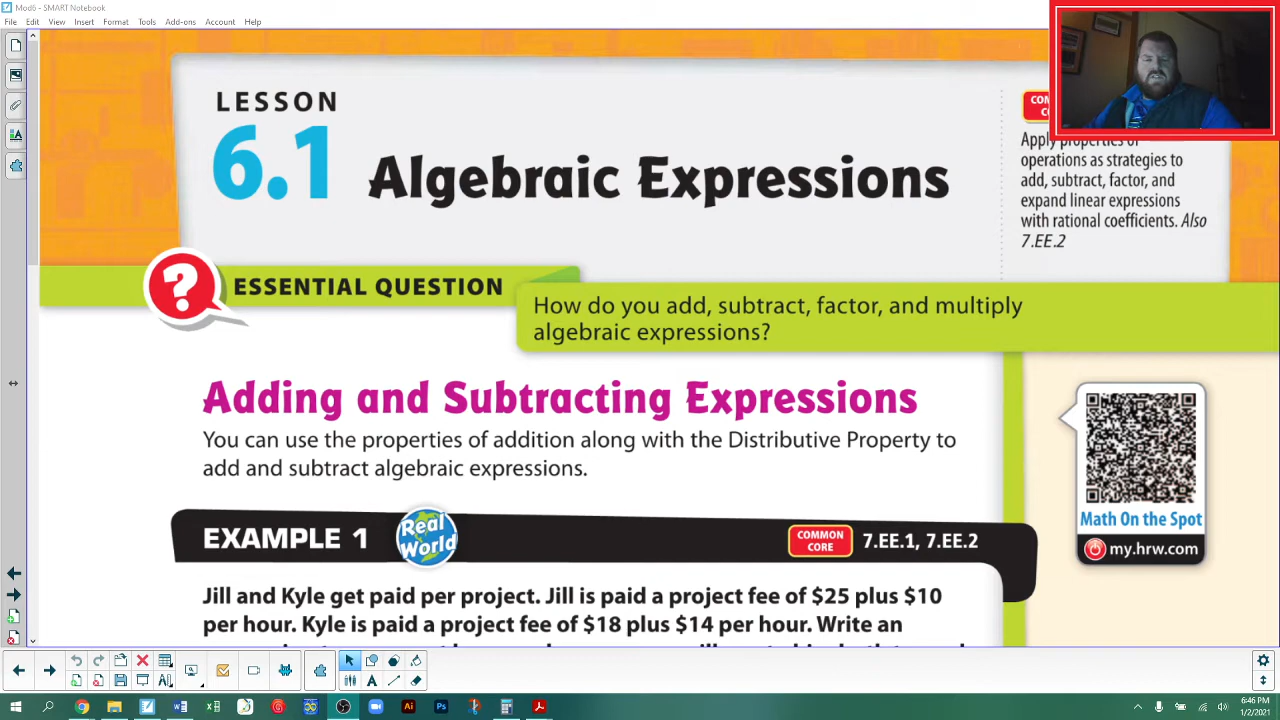 Mod6 - SMART Notebook
File Edit View Insert Format Tools Add-ons Account Help
LESSON
6.1 Algebraic Expressions
Apply properties of
operations as strategies to
add, subtract, factor, and
expand linear expressions
with rational coefficients. Also
7.EE.2
? ESSENTIAL QUESTION
How do you add, subtract, factor, and multiply
algebraic expressions?
Adding and Subtracting Expressions
You can use the properties of addition along with the Distributive Property to
add and subtract algebraic expressions.
Math On the Spot
my.hrw.com
EXAMPLE 1 Real World COMMON CORE 7.EE.1, 7.EE.2
Jill and Kyle get paid per project. Jill is paid a project fee of $25 plus $10
per hour. Kyle is paid a project fee of $18 plus $14 per hour. Write an
6:46 PM
1/2/2021